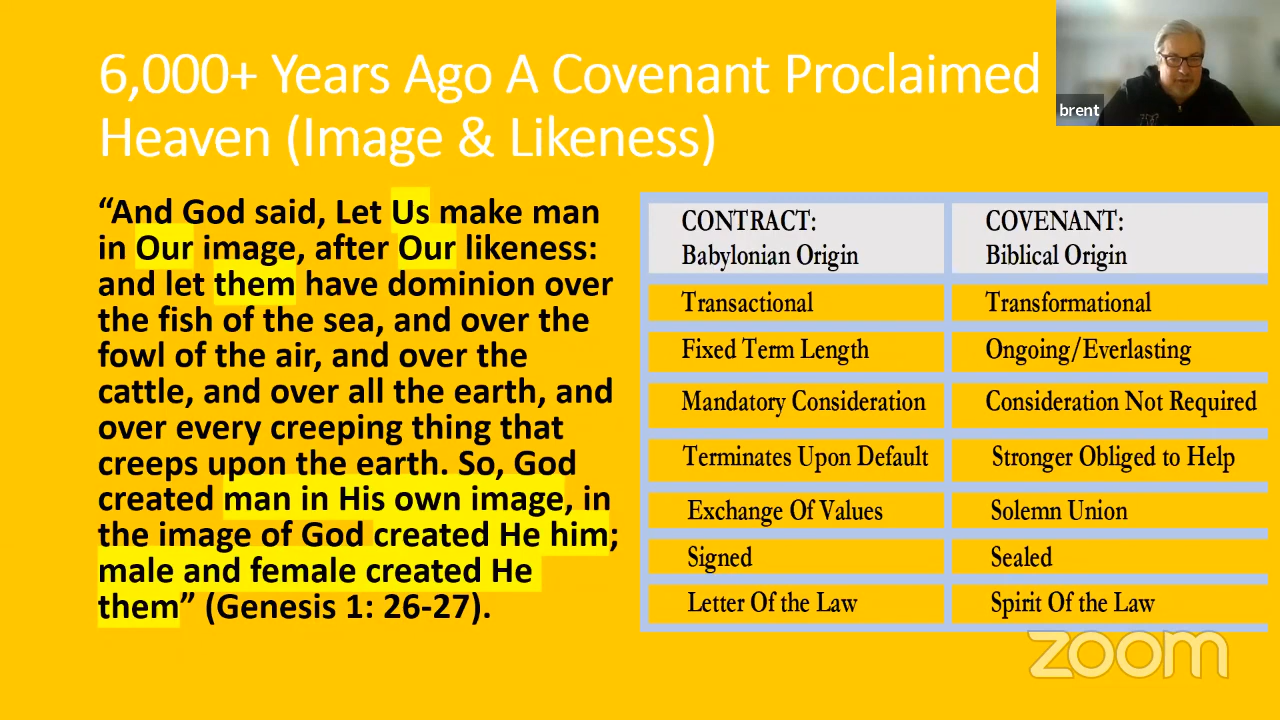 6,000+ Years Ago A Covenant Proclaimed
Heaven (Image & Likeness)
brent
“And God said, Let Us make man
in Our image, after Our likeness:
and let them have dominion over
the fish of the sea, and over the
fowl of the air, and over the
cattle, and over all the earth, and
over every creeping thing that
creeps upon the earth. So, God
created man in His own image, in
the image of God created He him;
male and female created He
them” (Genesis 1: 26-27).
CONTRACT:
Babylonian Origin
COVENANT:
Biblical Origin
Transactional
Transformational
Fixed Term Length
Ongoing/Everlasting
Mandatory Consideration
Consideration Not Required
Terminates Upon Default
Stronger Obliged to Help
Exchange Of Values
Solemn Union
Signed
Sealed
Letter Of the Law
Spirit Of the Law
zoom